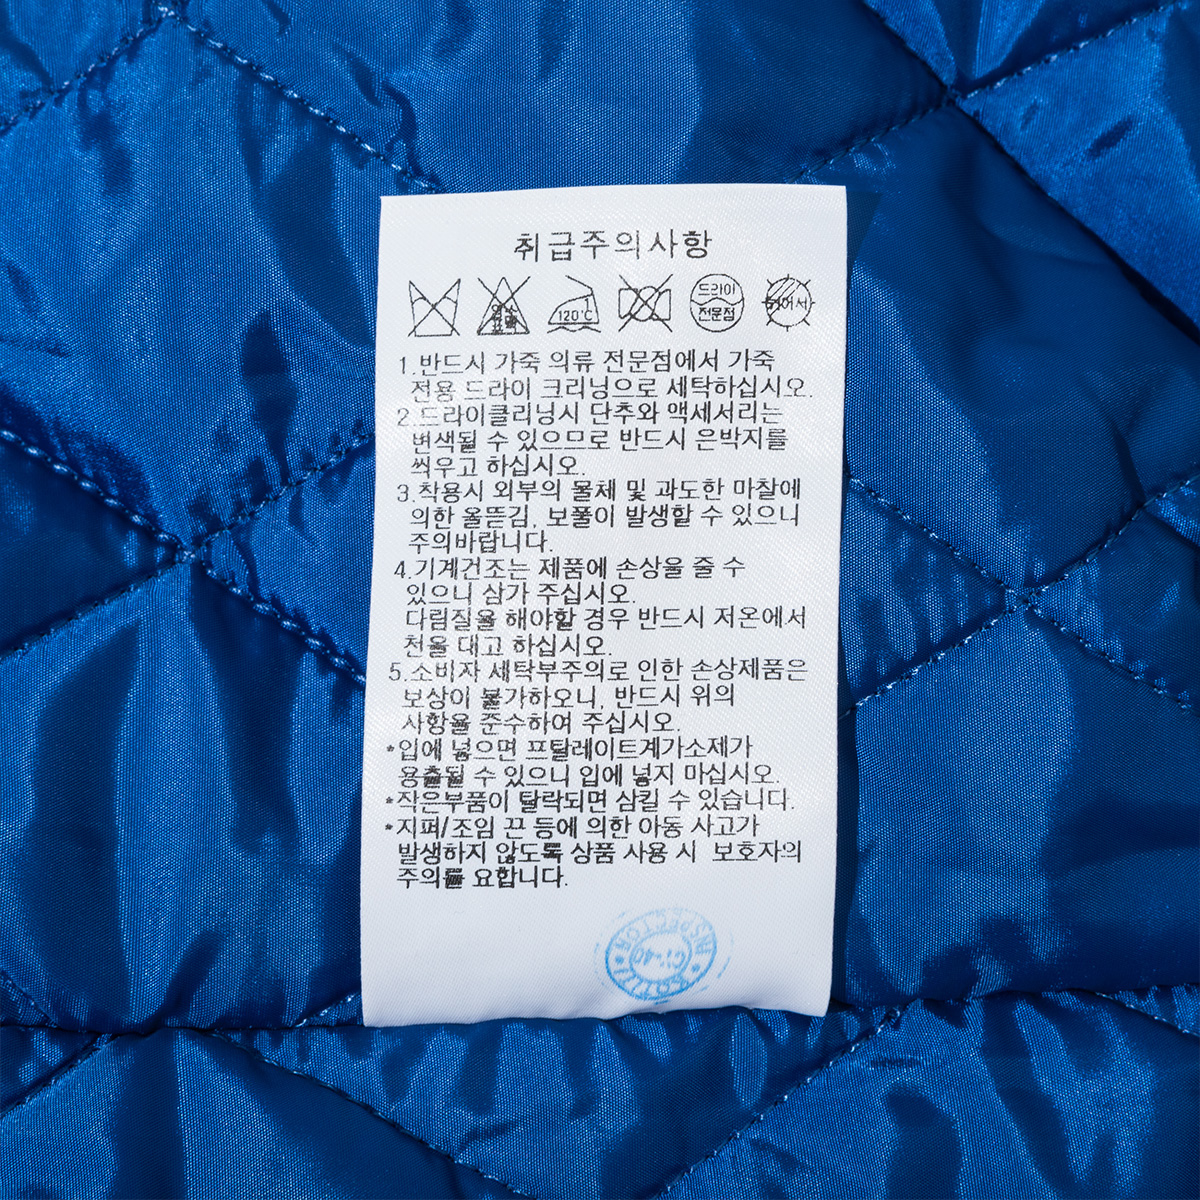 취급주의사항
염소
표백
120℃
드라이
전문점
뉘어서
1.반드시 가죽 의류 전문점에서 가죽
전용 드라이 크리닝으로 세탁하십시오.
2.드라이클리닝시 단추와 액세서리는
변색될 수 있으므로 반드시 은박지를
씌우고 하십시오.
3.착용시 외부의 물체 및 과도한 마찰에
의한 올뜯김, 보풀이 발생할 수 있으니
주의바랍니다.
4.기계건조는 제품에 손상을 줄 수
있으니 삼가 주십시오.
다림질을 해야할 경우 반드시 저온에서
천을 대고 하십시오.
5.소비자 세탁부주의로 인한 손상제품은
보상이 불가하오니, 반드시 위의
사항을 준수하여 주십시오.
*입에 넣으면 프탈레이트계가소제가
용출될 수 있으니 입에 넣지 마십시오.
*작은부품이 탈락되면 삼킬 수 있습니다.
*지퍼/조임 끈 등에 의한 아동 사고가
발생하지 않도록 상품 사용 시 보호자의
주의를 요합니다.
INSPECTOR
KOTITI